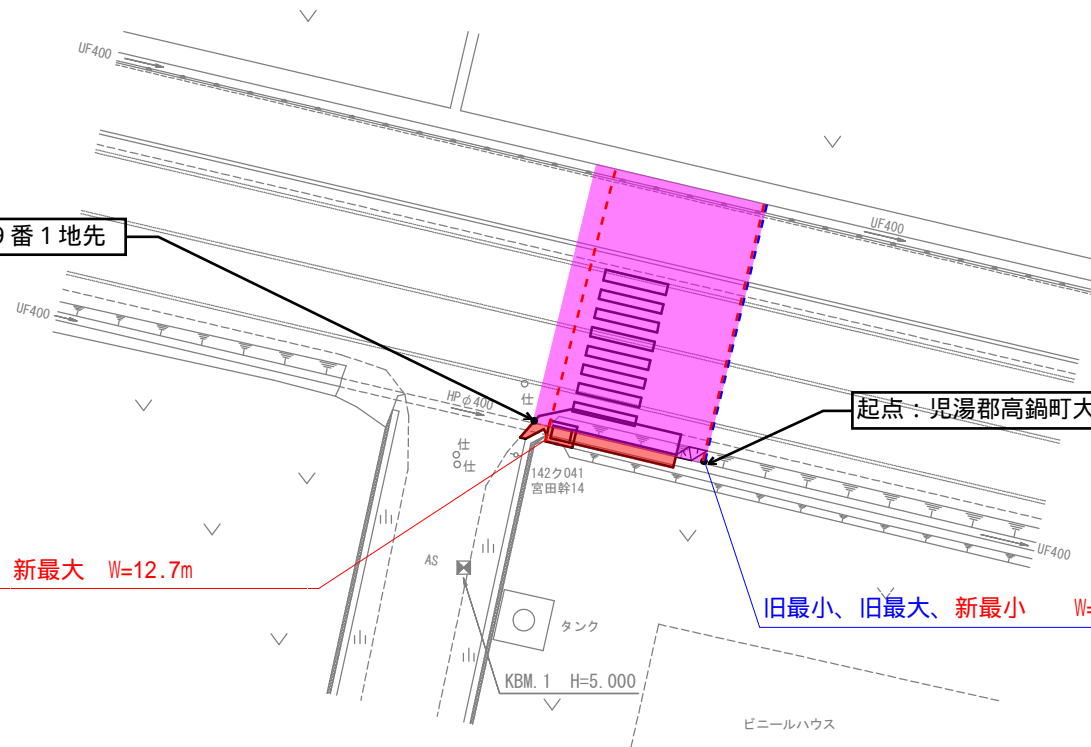 UF400
UF400
9番1地先
UF400
HPφ400
仕
起点：児湯郡高鍋町大
仕
仕
142ク041
宮田幹14
UF400
AS
新最大 W=12.7m
旧最小、旧最大、新最小 W=
タンク
KBM.1 H=5.000
ビニールハウス